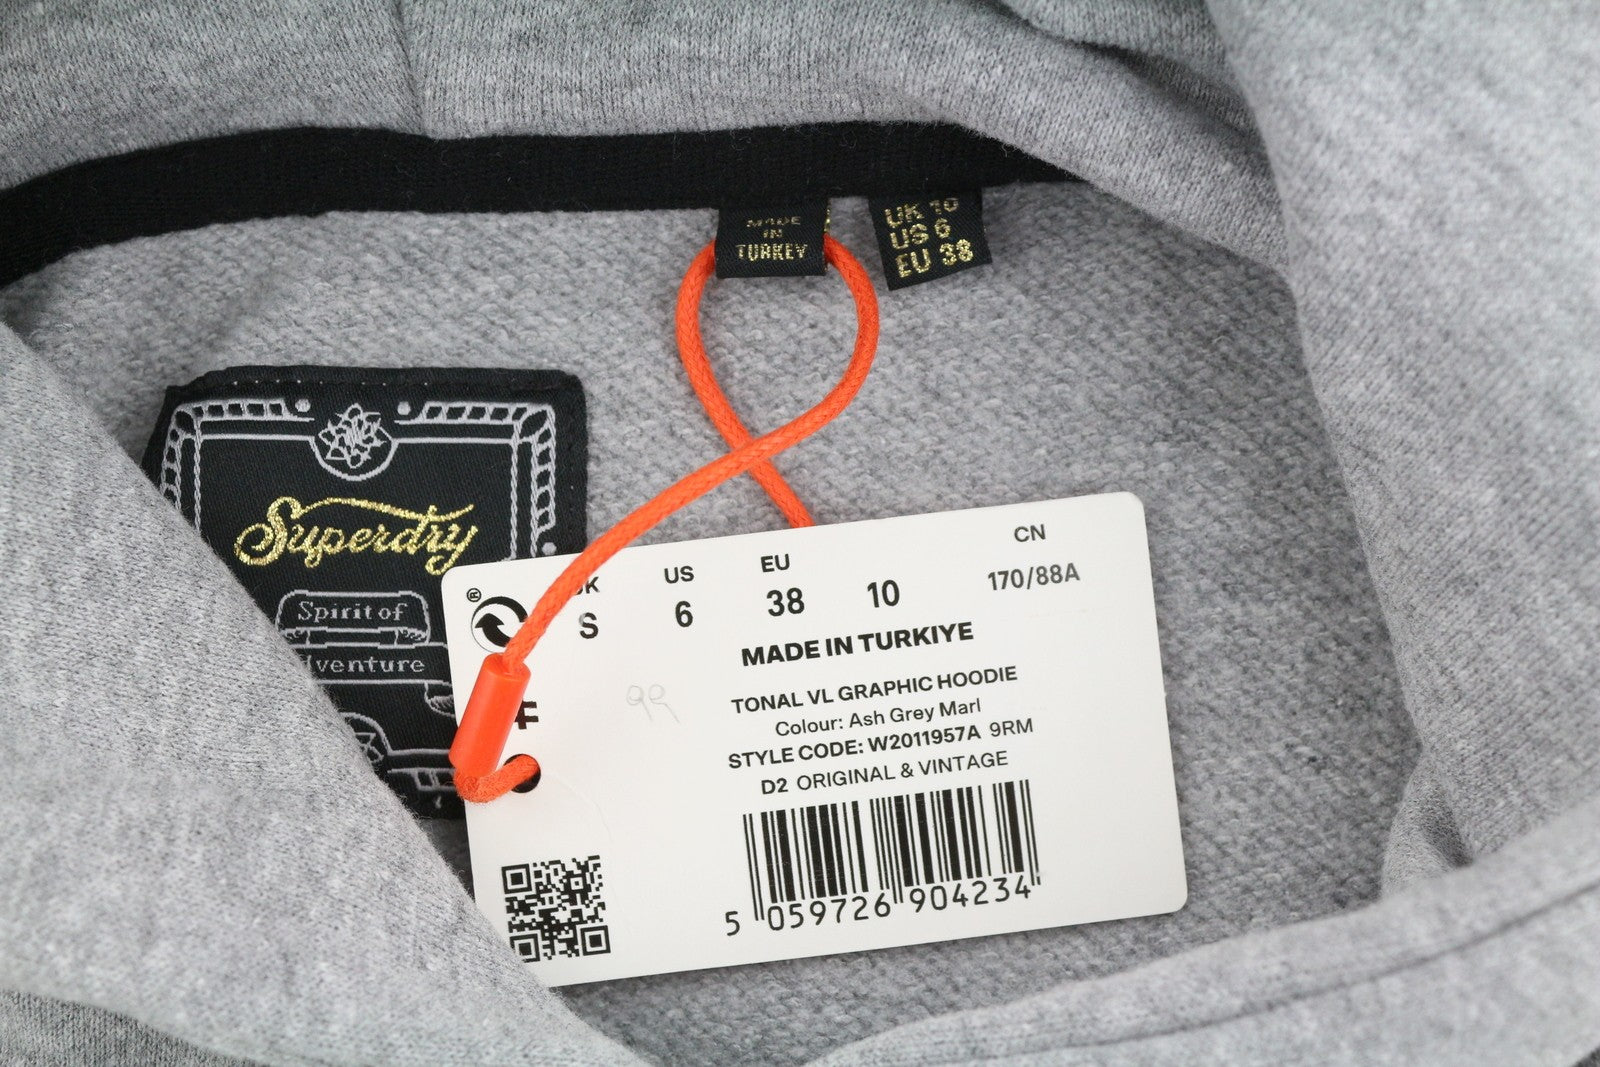 MADE
IN
TURKEY
UK 10
US 6
EU 38
Superdry
Spirit of
®
US
EU
CN
S
6
38
10
170/88A
MADE IN TURKIYE
F
99
TONAL VL GRAPHIC HOODIE
Colour: Ash Grey Marl
STYLE CODE: W2011957A 9RM
D2 ORIGINAL & VINTAGE
5 059726 904234